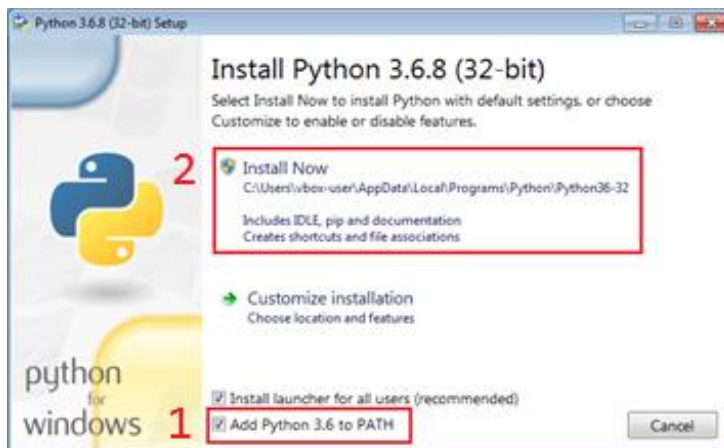 Python 3.6.8 (32-bit) Setup
Install Python 3.6.8 (32-bit)
Select Install Now to install Python with default settings, or choose
Customize to enable or disable features.
2
Install Now
C:\Users\vbox-user\AppData\Local\Programs\Python\Python36-32
Includes IDLE, pip and documentation
Creates shortcuts and file associations
Customize installation
Choose location and features
python
for
windows
Install launcher for all users (recommended)
1
Add Python 3.6 to PATH
Cancel